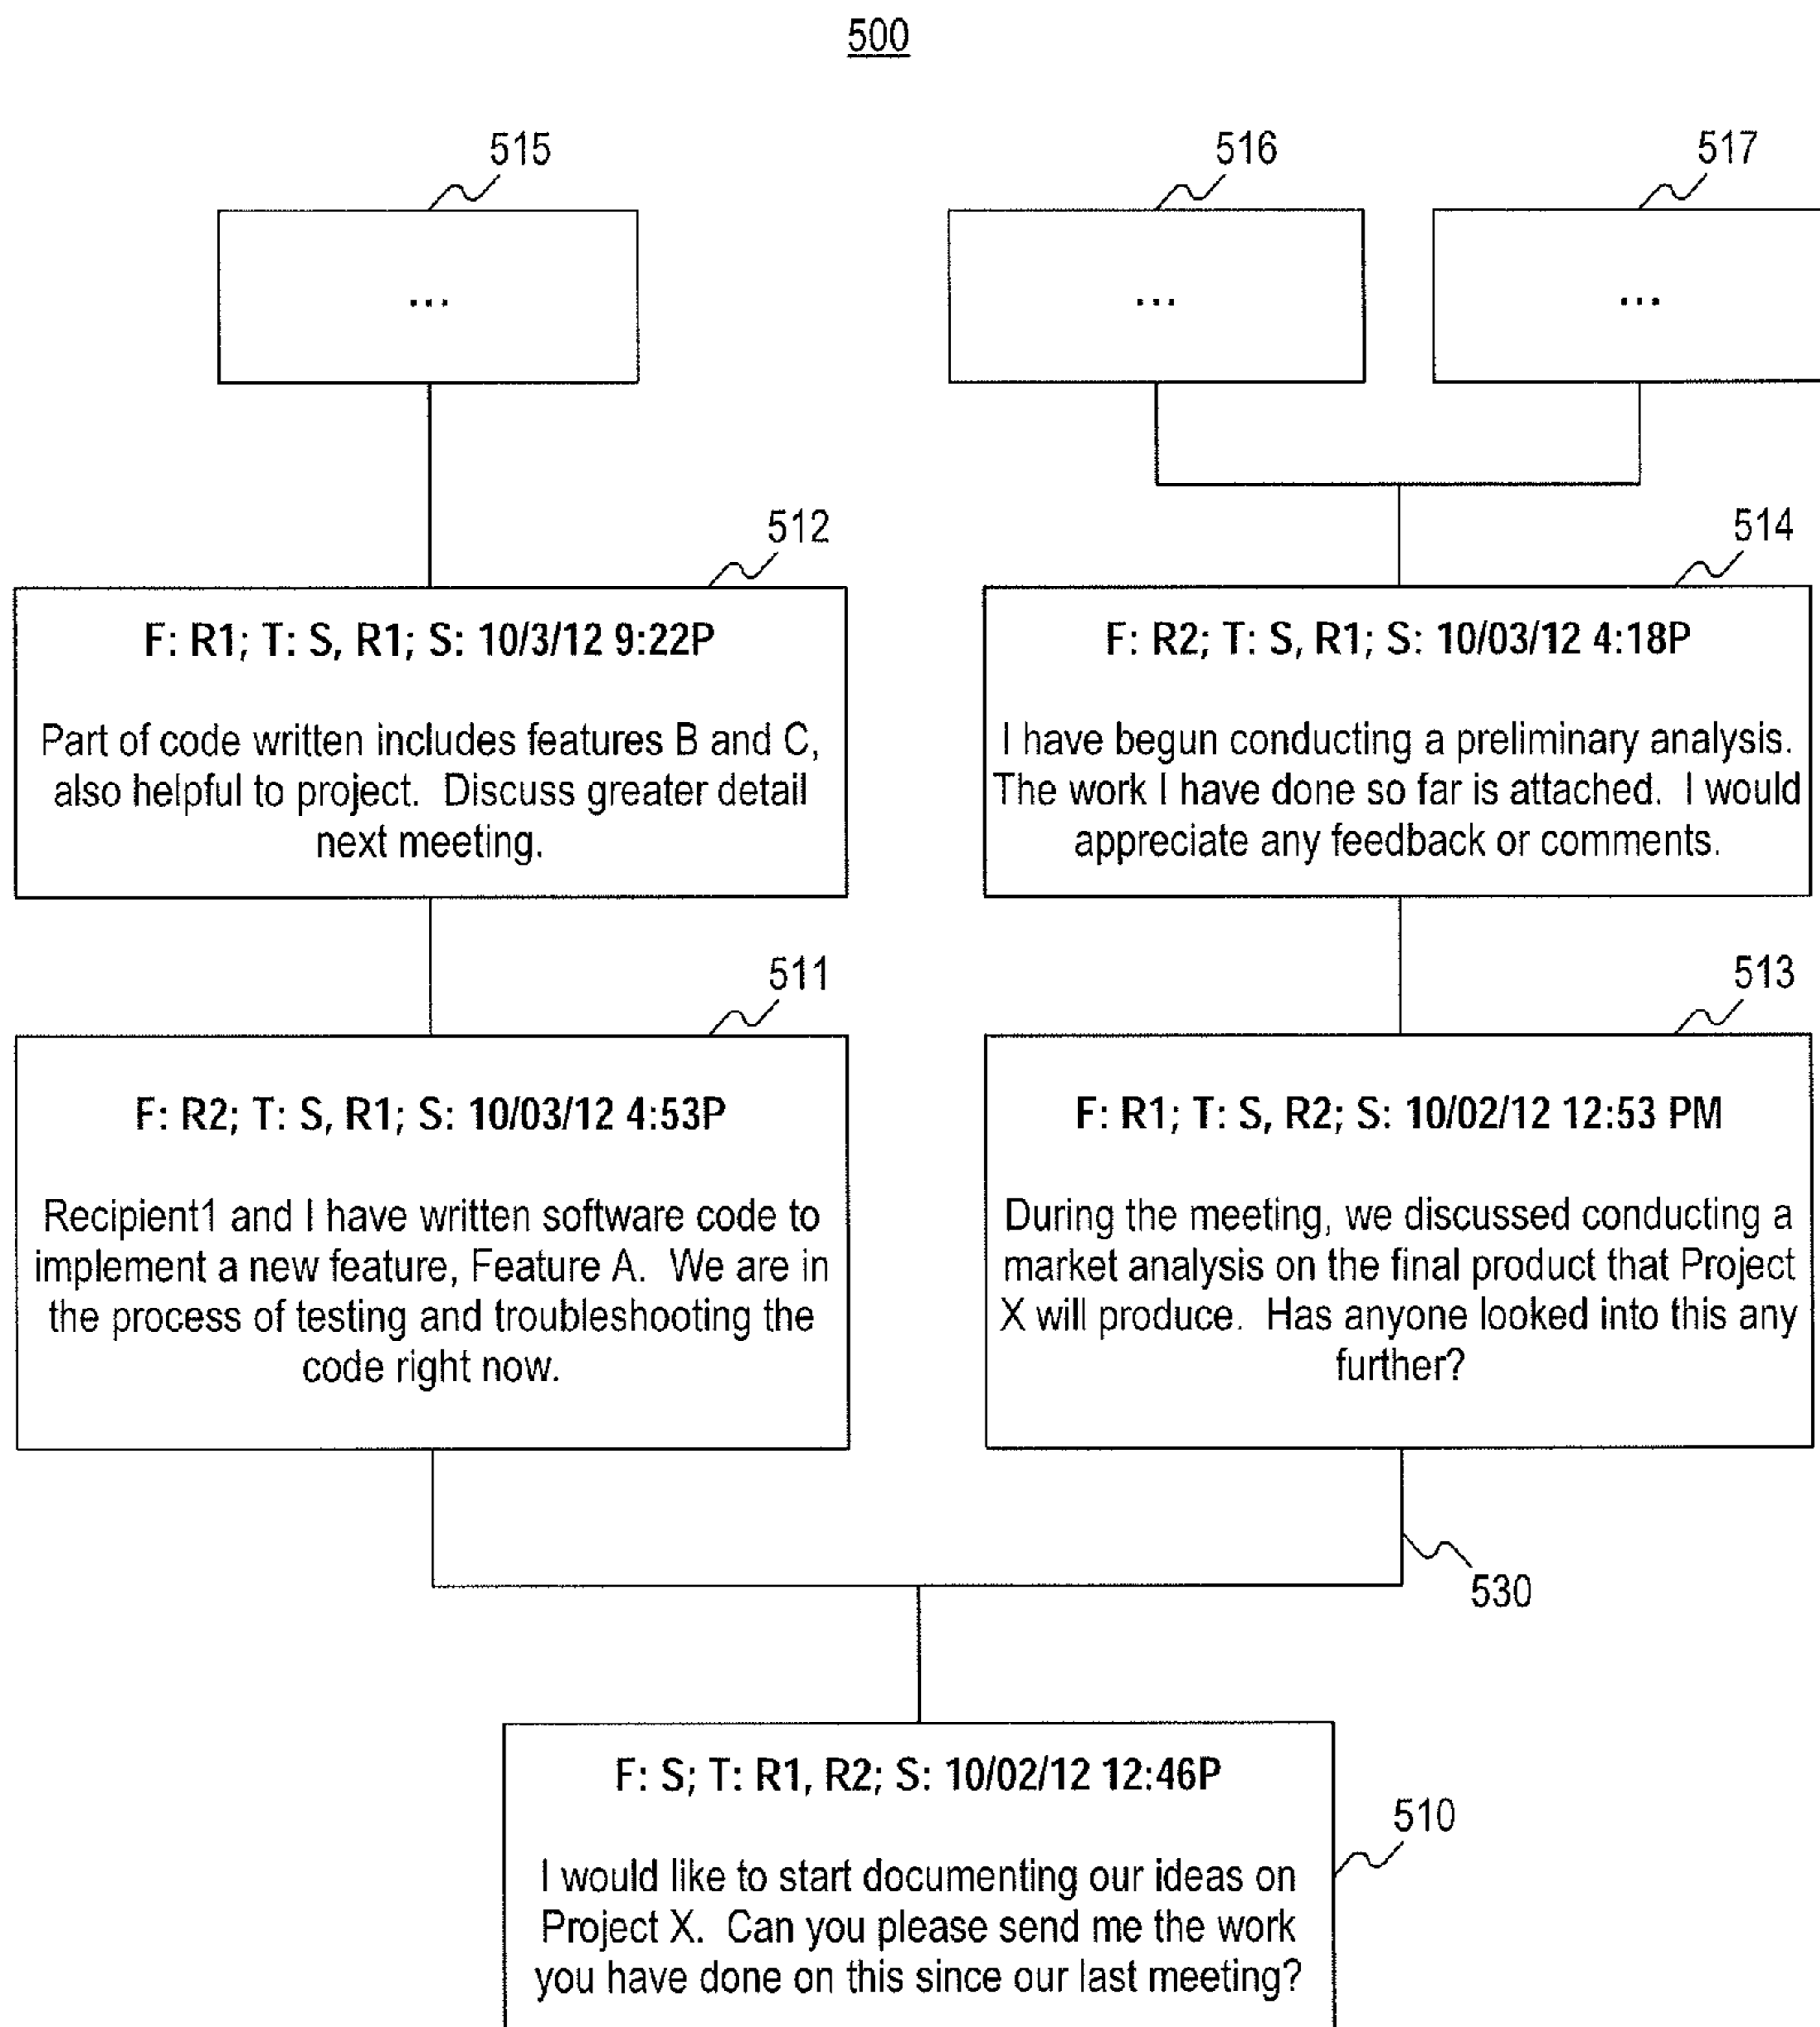 500
515
516
517
...
...
...
512
514
F: R1; T: S, R1; S: 10/3/12 9:22P
Part of code written includes features B and C,
also helpful to project. Discuss greater detail
next meeting.
F: R2; T: S, R1; S: 10/03/12 4:18P
I have begun conducting a preliminary analysis.
The work I have done so far is attached. I would
appreciate any feedback or comments.
511
513
F: R2; T: S, R1; S: 10/03/12 4:53P
Recipient1 and I have written software code to
implement a new feature, Feature A. We are in
the process of testing and troubleshooting the
code right now.
F: R1; T: S, R2; S: 10/02/12 12:53 PM
During the meeting, we discussed conducting a
market analysis on the final product that Project
X will produce. Has anyone looked into this any
further?
530
F: S; T: R1, R2; S: 10/02/12 12:46P
510
I would like to start documenting our ideas on
Project X. Can you please send me the work
you have done on this since our last meeting?